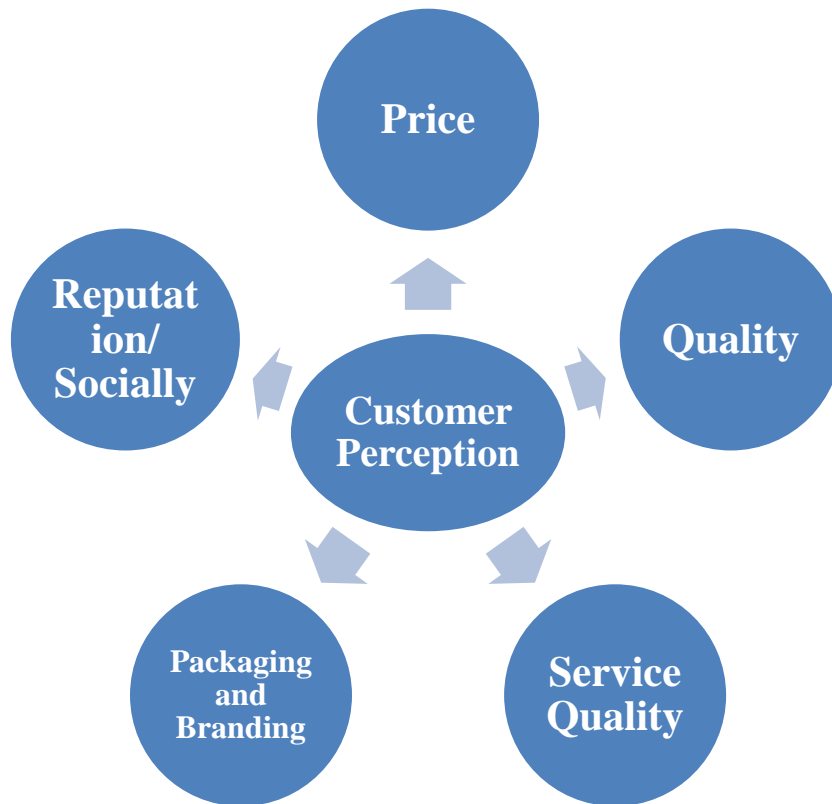 Price
Reputat
ion/
Socially
Quality
Customer
Perception
Packaging
and
Branding
Service
Quality